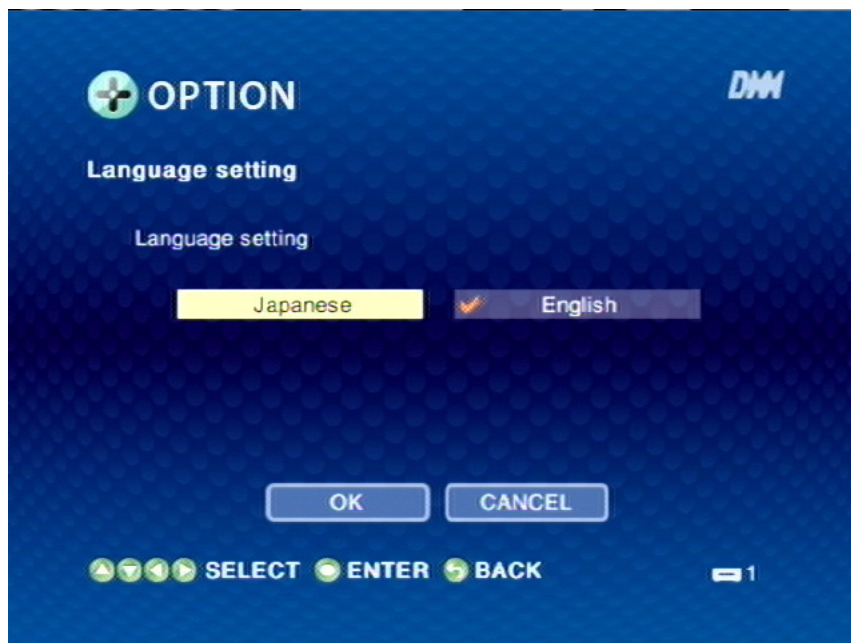 OPTION
DMM
Language setting
Language setting
Japanese English
OK CANCEL
SELECT ENTER BACK 1